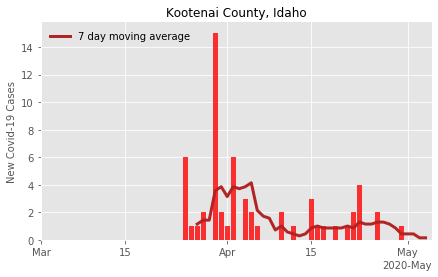 Kootenai County, Idaho
7 day moving average
New Covid-19 Cases
14
12
10
8
6
4
2
0
Mar 15 Apr 15 May
2020-May